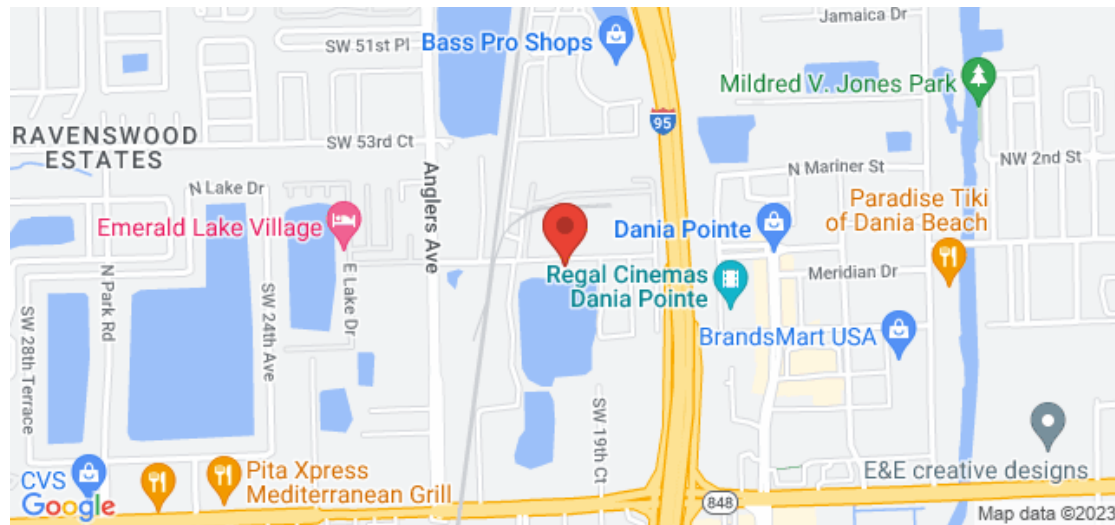 Jamaica Dr
SW 51st Pl
Bass Pro Shops
Mildred V. Jones Park
95
RAVENSWOOD
ESTATES
SW 53rd Ct
NW 2nd St
N Mariner St
Anglers Ave
N Lake Dr
Paradise Tiki
of Dania Beach
Emerald Lake Village
Dania Pointe
E Lake Dr
N Park Rd
Regal Cinemas
Dania Pointe
Meridian Dr
SW 28th Terrace
SW 24th Ave
BrandsMart USA
SW 19th Ct
CVS
Pita Xpress
Mediterranean Grill
E&E creative designs
848
Google
Map data ©2023